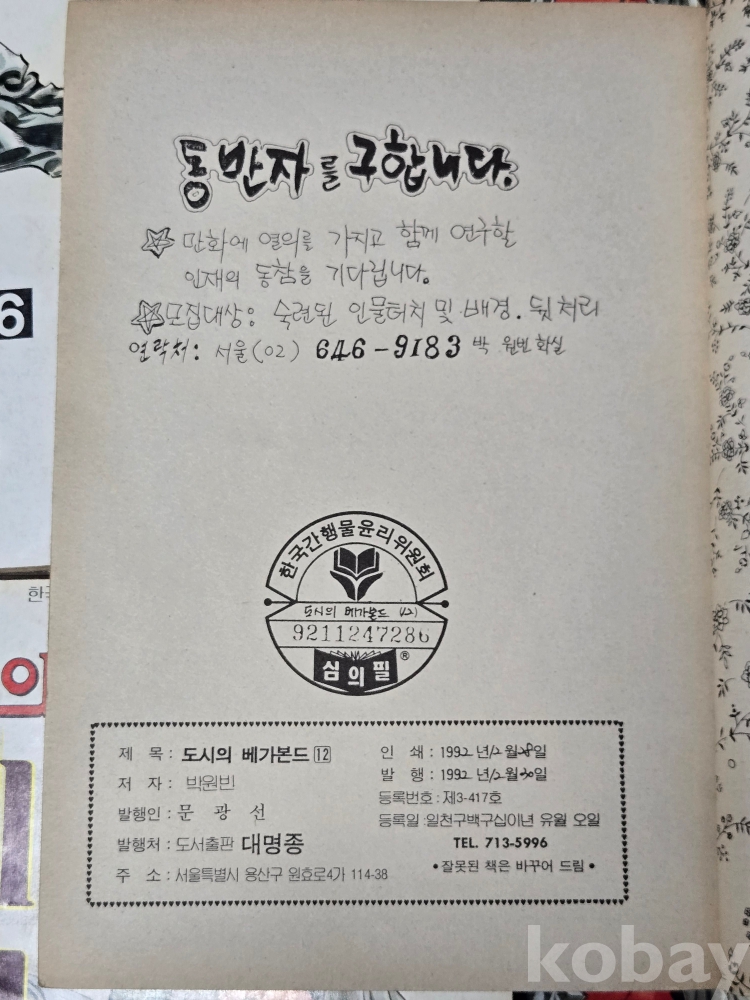 동반자를 구합니다.
☆ 만화에 열의를 가지고 함께 연구할
인재의 동참을 기다립니다.
☆ 모집대상: 숙련된 인물터치 및 배경. 뒷처리
연락처: 서울(02) 646-9183 박 원빈 화실
한국간행물윤리위원회
도시의 베가본드 (12)
9211247286
심의필 ®
제 목: 도시의 베가본드 12
저 자: 박원빈
발행인: 문 광 선
발행처: 도서출판 대명종
주 소: 서울특별시 용산구 원효로4가 114-38
인 쇄: 1992년 12월 28일
발 행: 1992년 12월 30일
등록번호: 제3-417호
등록일: 일천구백구십이년 유월 오일
TEL. 713-5996
• 잘못된 책은 바꾸어 드림 •
6
한국
kobay